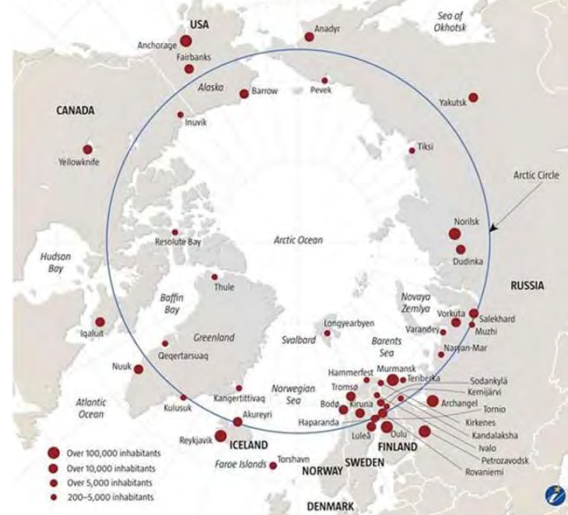 USA
Anadyr
Sea of
Okhotsk
Anchorage
Fairbanks
Alaska
Barrow
Pevek
Yakutsk
CANADA
Inuvik
Yellowknife
Tiksi
Arctic Circle
Norilsk
Resolute Bay
Arctic Ocean
Dudinka
Hudson
Bay
Thule
RUSSIA
Baffin
Bay
Novaya
Zemlya
Vorkuta
Salekhard
Iqaluit
Greenland
Svalbard
Longyearbyen
Varandey
Muzhi
Qeqertarsuaq
Barents
Sea
Naryan-Mar
Nuuk
Hammerfest
Murmansk
Teriberka
Sodankylä
Atlantic
Ocean
Kulusuk
Kangertittivaq
Norwegian
Sea
Tromsø
Kemijärvi
Bodø
Kiruna
Archangel
Tornio
Akureyri
Haparanda
Kirkenes
Reykjavik
ICELAND
Luleå
Oulu
Kandalaksha
FINLAND
Ivalo
Over 100,000 inhabitants
Faroe Islands
Torshavn
NORWAY
SWEDEN
Petrozavodsk
Over 10,000 inhabitants
Rovaniemi
Over 5,000 inhabitants
200–5,000 inhabitants
DENMARK
i